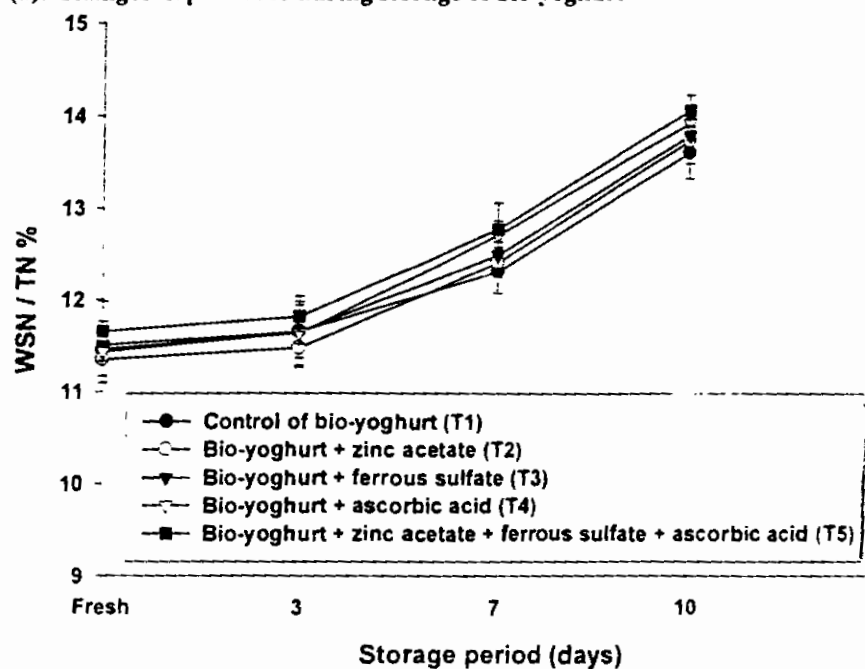 15
14
13
12
11
10
9
WSN / TN %
Control of bio-yoghurt (T1)
Bio-yoghurt + zinc acetate (T2)
Bio-yoghurt + ferrous sulfate (T3)
Bio-yoghurt + ascorbic acid (T4)
Bio-yoghurt + zinc acetate + ferrous sulfate + ascorbic acid (T5)
Fresh 3 7 10
Storage period (days)